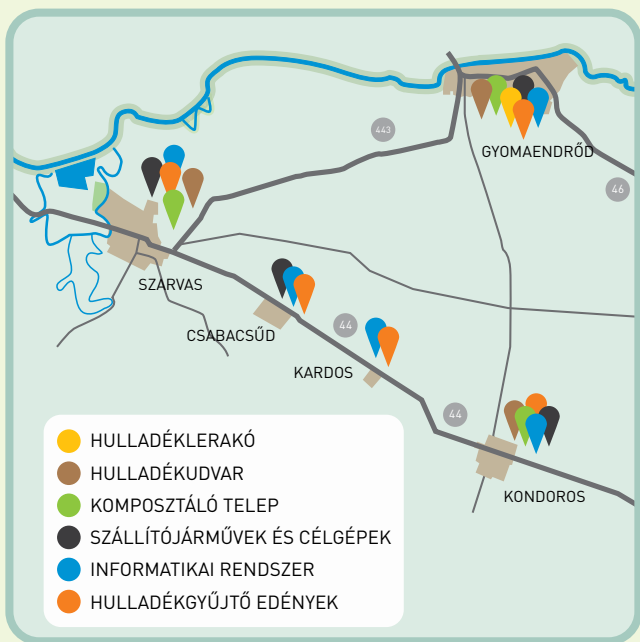 443
GYOMAENDRŐD
46
SZARVAS
CSABACSŰD
44
KARDOS
44
KONDOROS
HULLADÉKLERAKÓ
HULLADÉKUDVAR
KOMPOSZTÁLÓ TELEP
SZÁLLÍTÓJÁRMŰVEK ÉS CÉLGÉPEK
INFORMATIKAI RENDSZER
HULLADÉKGYŰJTŐ EDÉNYEK